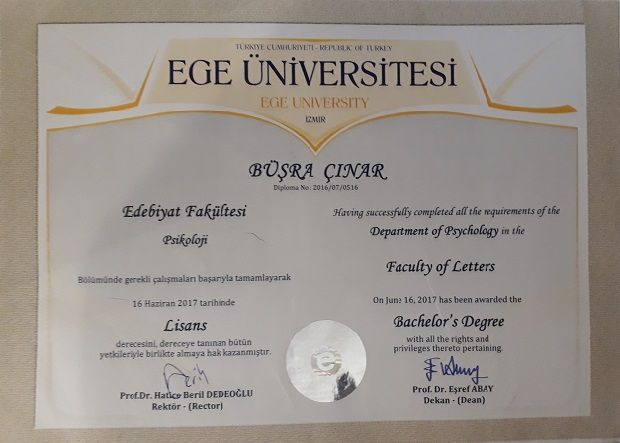 TÜRKİYE CUMHURİYETİ - REPUBLIC OF TURKEY
EGE ÜNİVERSİTESİ
EGE UNIVERSITY
IZMIR
BÜŞRA ÇINAR
Diploma No: 2016/07/0516
Edebiyat Fakültesi
Psikoloji
Bölümünde gerekli çalışmaları başarıyla tamamlayarak
16 Haziran 2017 tarihinde
Lisans
derecesini, dereceye tanınan bütün
yetkileriyle birlikte almaya hak kazanmıştır.
Prof.Dr. Hatice Beril DEDEOĞLU
Rektör - (Rector)
Having successfully completed all the requirements of the
Department of Psychology in the
Faculty of Letters
On June 16, 2017 has been awarded the
Bachelor's Degree
with all the rights and
privileges thereto pertaining.
Prof. Dr. Eşref ABAY
Dekan - (Dean)